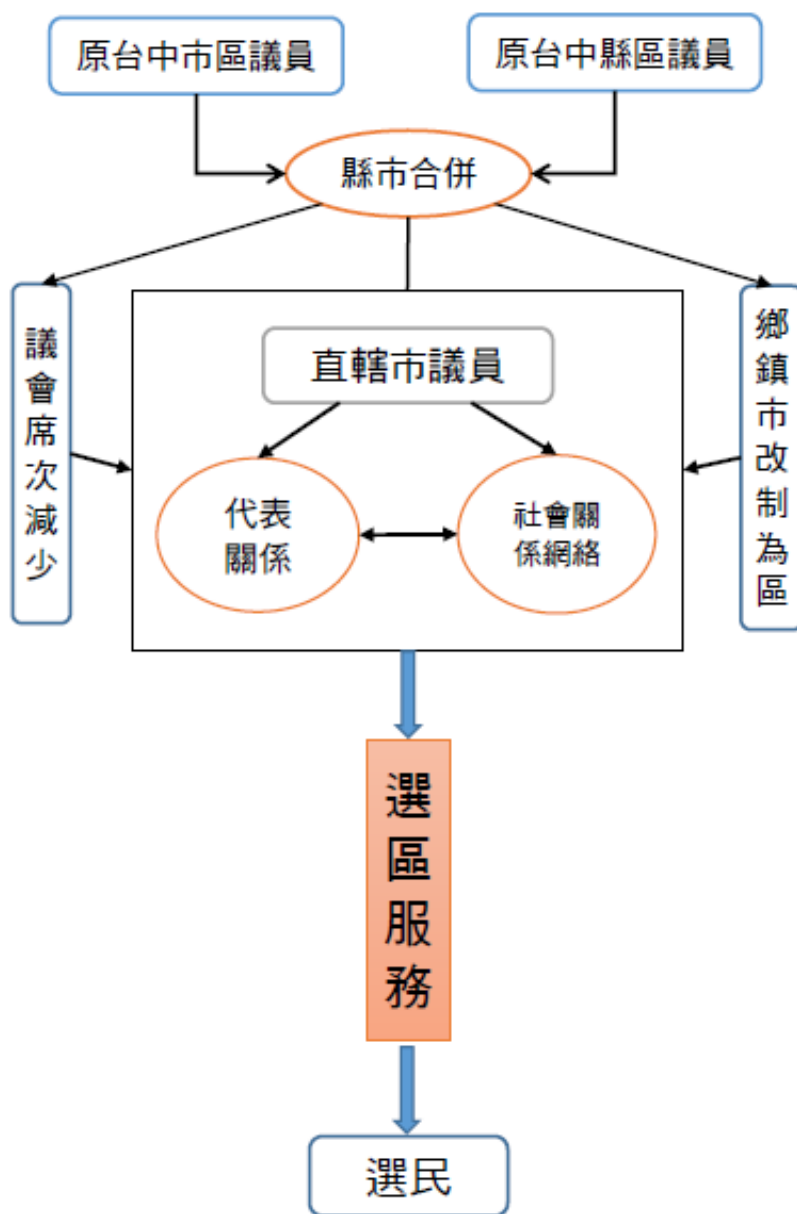 原台中市區議員
原台中縣區議員
縣市合併
議會席次減少
直轄市議員
鄉鎮市改制為區
代表
關係
社會關
係網絡
選區服務
選民